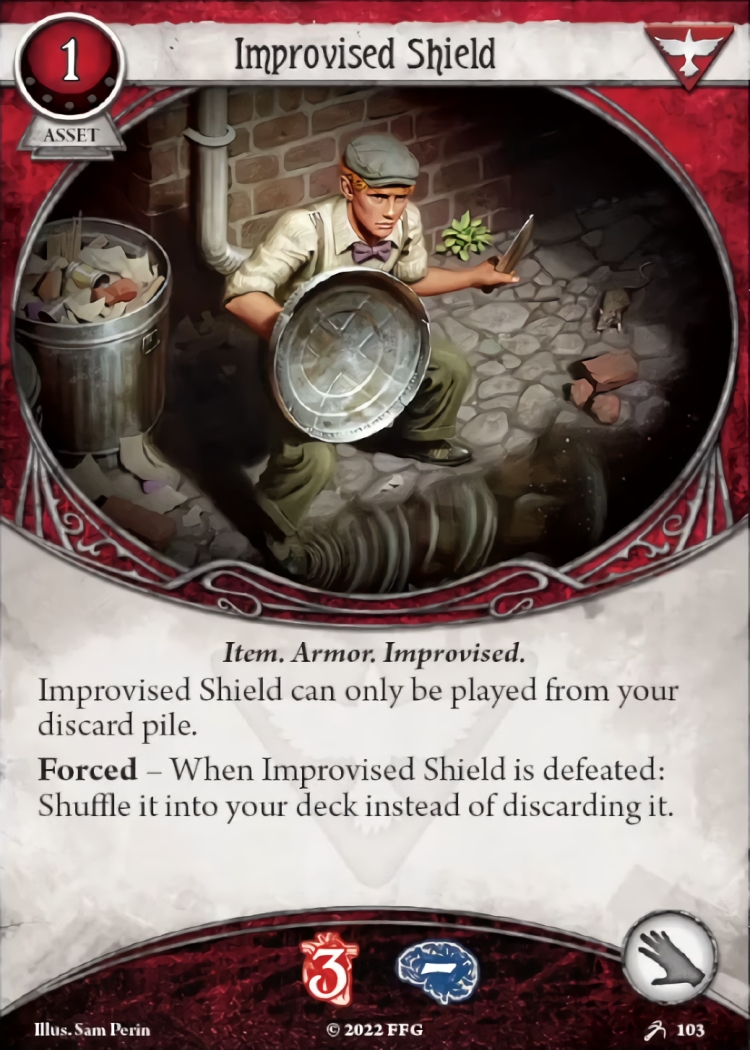 1
Improvised Shield
ASSET
Item. Armor. Improvised.
Improvised Shield can only be played from your
discard pile.
Forced – When Improvised Shield is defeated:
Shuffle it into your deck instead of discarding it.
3
-
Illus. Sam Perin
© 2022 FFG
103